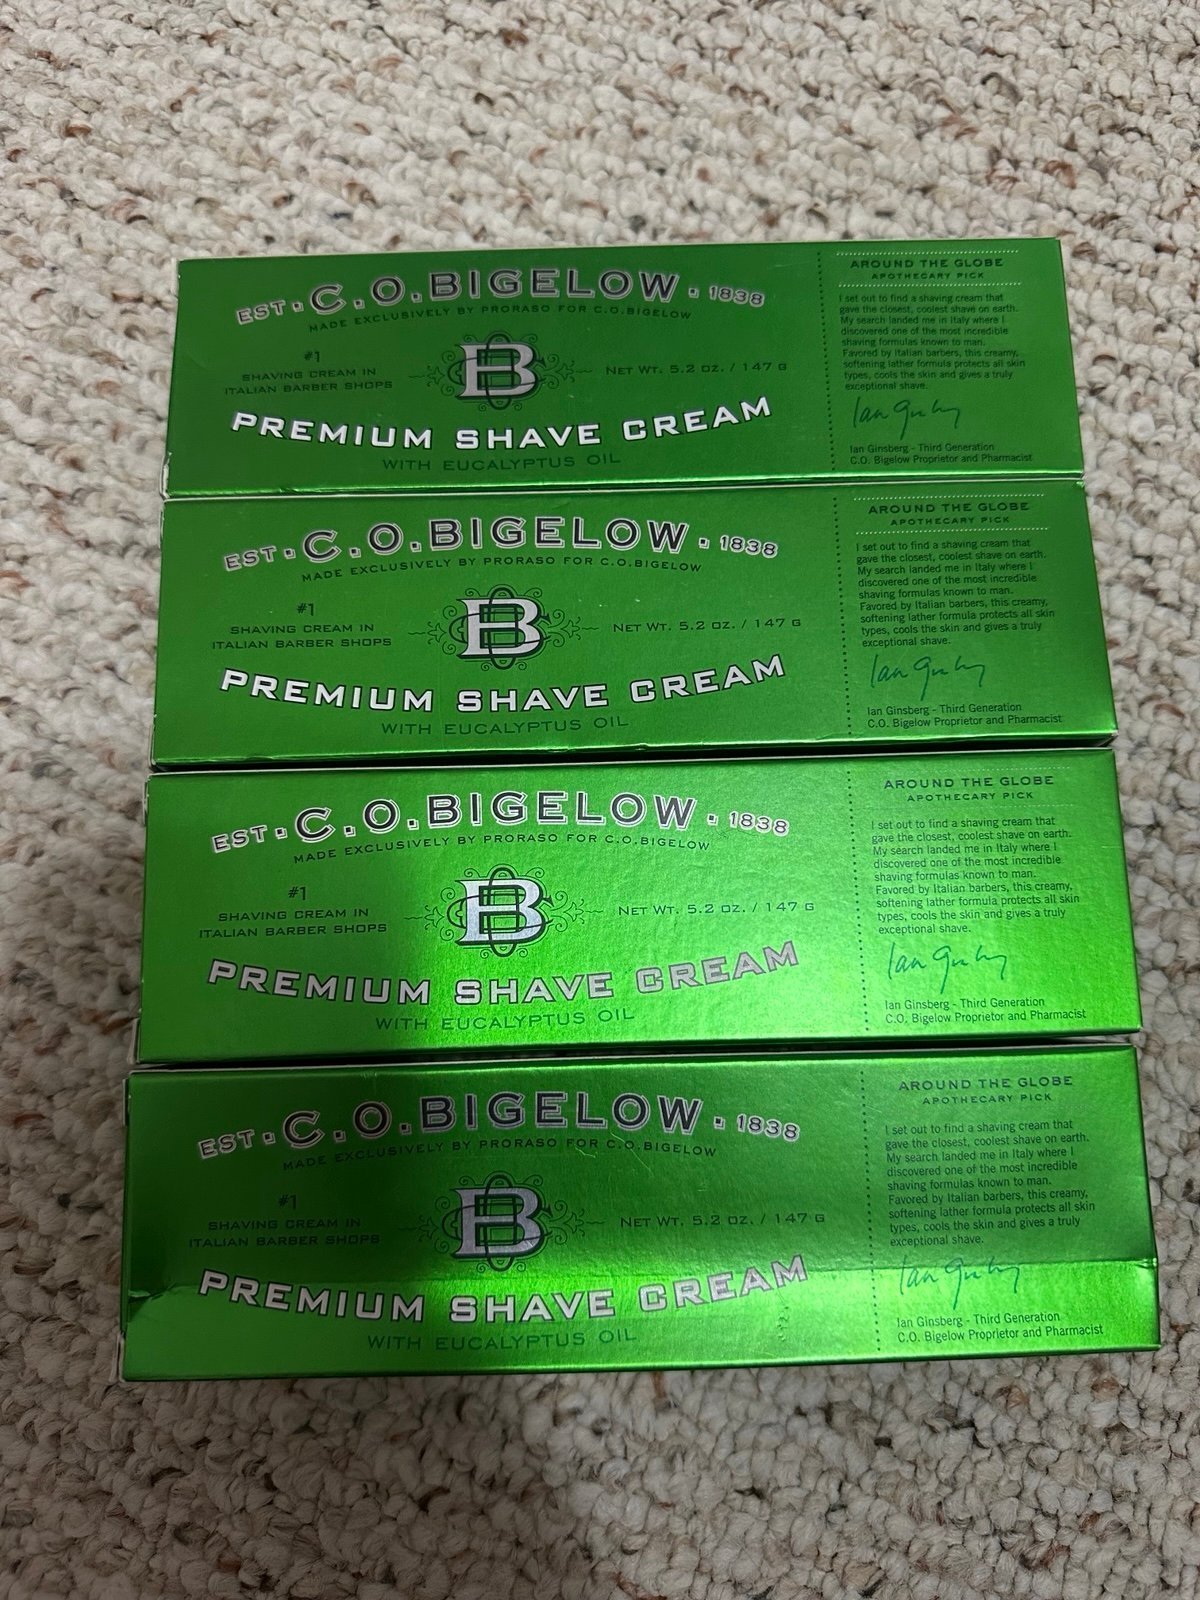 EST. C.O. BIGELOW. 1838
MADE EXCLUSIVELY BY PRORASO FOR C.O.BIGELOW
#1
SHAVING CREAM IN
ITALIAN BARBER SHOPS
B
NET WT. 5.2 OZ. / 147 G
PREMIUM SHAVE CREAM
WITH EUCALYPTUS OIL
AROUND THE GLOBE
APOTHECARY PICK
I set out to find a shaving cream that
gave the closest, coolest shave on earth.
My search landed me in Italy where I
discovered one of the most incredible
shaving formulas known to man.
Favored by Italian barbers, this creamy,
softening lather formula protects all skin
types, cools the skin and gives a truly
exceptional shave.
Ian Ginsberg - Third Generation
C.O. Bigelow Proprietor and Pharmacist
EST. C.O. BIGELOW. 1838
MADE EXCLUSIVELY BY PRORASO FOR C.O.BIGELOW
#1
SHAVING CREAM IN
ITALIAN BARBER SHOPS
B
NET WT. 5.2 OZ. / 147 G
PREMIUM SHAVE CREAM
WITH EUCALYPTUS OIL
AROUND THE GLOBE
APOTHECARY PICK
I set out to find a shaving cream that
gave the closest, coolest shave on earth.
My search landed me in Italy where I
discovered one of the most incredible
shaving formulas known to man.
Favored by Italian barbers, this creamy,
softening lather formula protects all skin
types, cools the skin and gives a truly
exceptional shave.
Ian Ginsberg - Third Generation
C.O. Bigelow Proprietor and Pharmacist
EST. C.O. BIGELOW. 1838
MADE EXCLUSIVELY BY PRORASO FOR C.O.BIGELOW
#1
SHAVING CREAM IN
ITALIAN BARBER SHOPS
B
NET WT. 5.2 OZ. / 147 G
PREMIUM SHAVE CREAM
WITH EUCALYPTUS OIL
AROUND THE GLOBE
APOTHECARY PICK
I set out to find a shaving cream that
gave the closest, coolest shave on earth.
My search landed me in Italy where I
discovered one of the most incredible
shaving formulas known to man.
Favored by Italian barbers, this creamy,
softening lather formula protects all skin
types, cools the skin and gives a truly
exceptional shave.
Ian Ginsberg - Third Generation
C.O. Bigelow Proprietor and Pharmacist
EST. C.O. BIGELOW. 1838
MADE EXCLUSIVELY BY PRORASO FOR C.O.BIGELOW
#1
SHAVING CREAM IN
ITALIAN BARBER SHOPS
B
NET WT. 5.2 OZ. / 147 G
PREMIUM SHAVE CREAM
WITH EUCALYPTUS OIL
AROUND THE GLOBE
APOTHECARY PICK
I set out to find a shaving cream that
gave the closest, coolest shave on earth.
My search landed me in Italy where I
discovered one of the most incredible
shaving formulas known to man.
Favored by Italian barbers, this creamy,
softening lather formula protects all skin
types, cools the skin and gives a truly
exceptional shave.
Ian Ginsberg - Third Generation
C.O. Bigelow Proprietor and Pharmacist